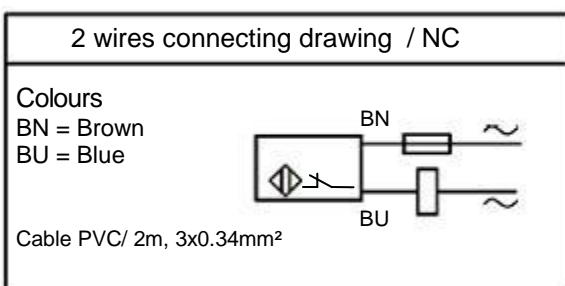 2 wires connecting drawing / NC
Colours
BN = Brown
BU = Blue
BN
BU
Cable PVC/ 2m, 3x0.34mm²